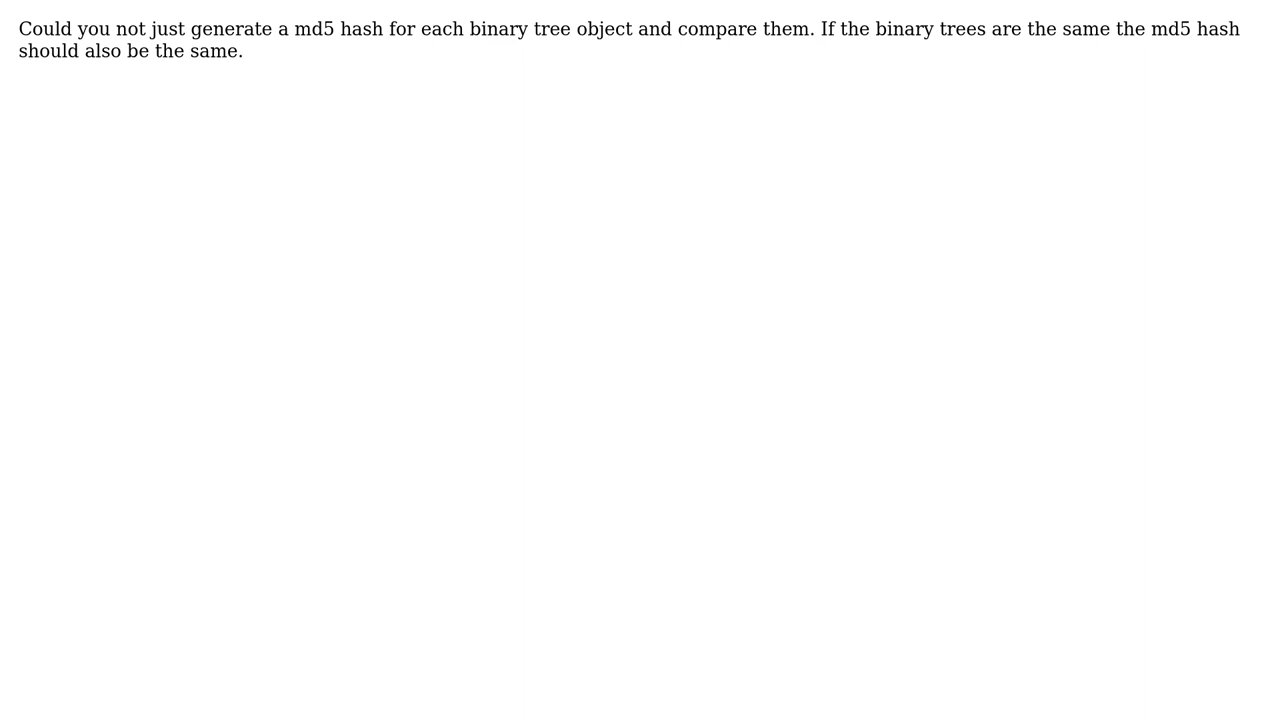 Could you not just generate a md5 hash for each binary tree object and compare them. If the binary trees are the same the md5 hash
should also be the same.